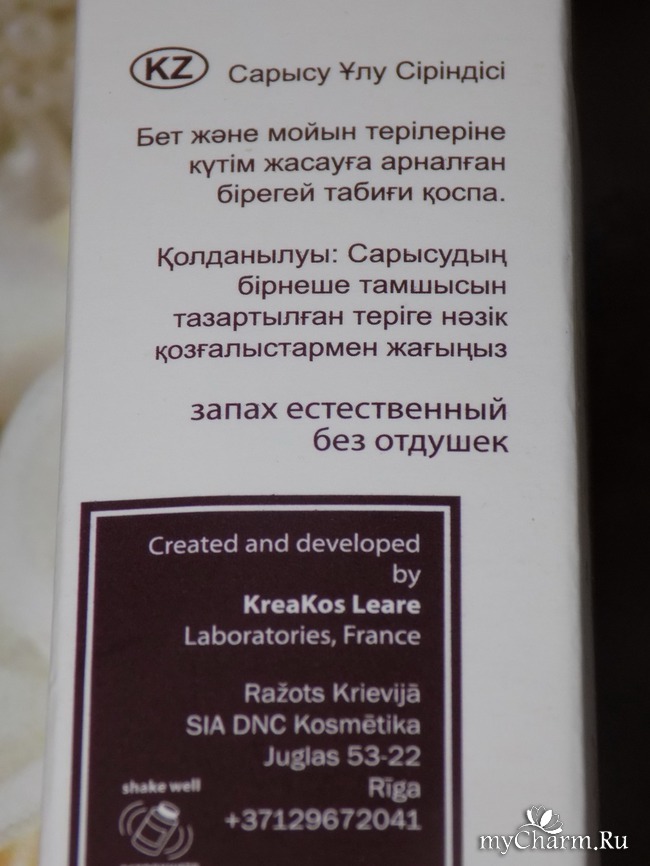 KZ Сарысу Ұлу Сіріндісі
Бет және мойын терілеріне
күтім жасауға арналған
бірегей табиғи қоспа.
Қолданылуы: Сарысудың
бірнеше тамшысын
тазартылған теріге нәзік
қозғалыстармен жағыңыз
запах естественный
без отдушек
Created and developed
by
KreaKos Leare
Laboratories, France
Ražots Krievijā
SIA DNC Kosmētika
Juglas 53-22
Rīga
+37129672041
shake well
myCharm.Ru